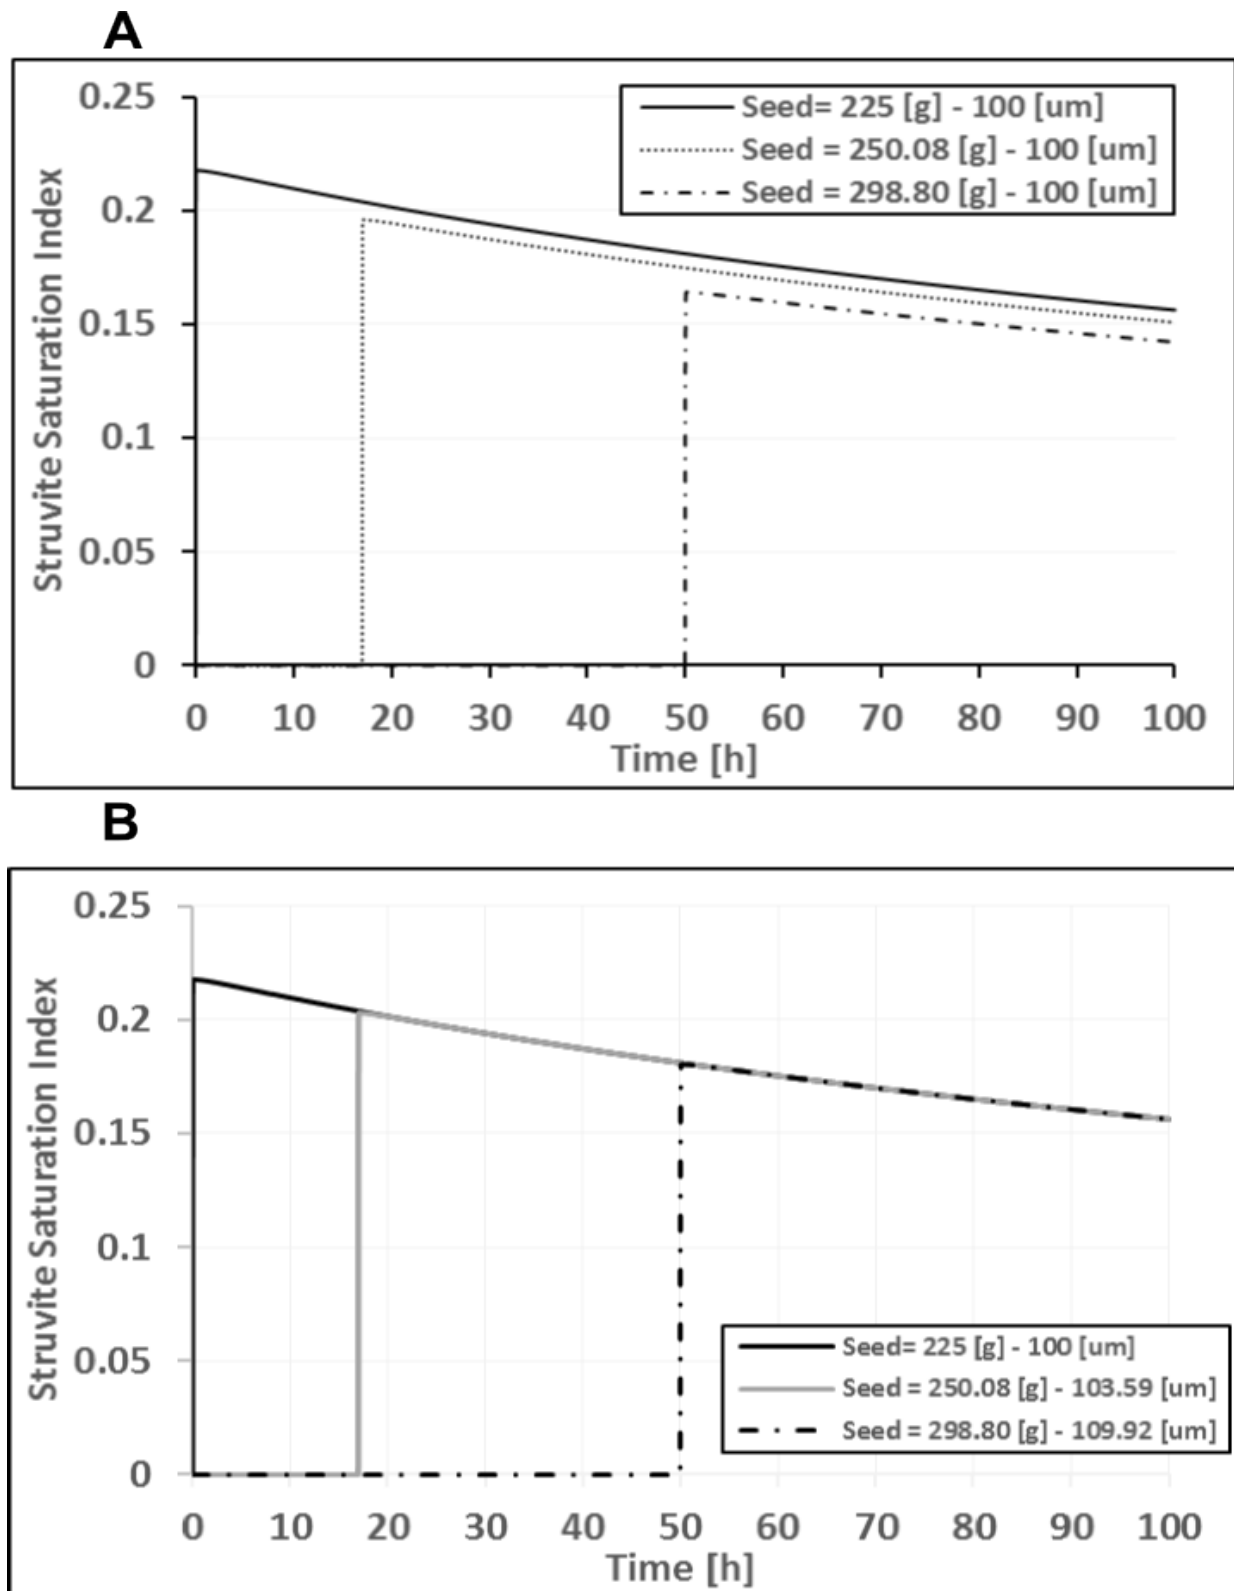 A
0.25
0.2
0.15
0.1
0.05
0
Struvite Saturation Index
Seed= 225 [g] - 100 [um]
Seed = 250.08 [g] - 100 [um]
Seed = 298.80 [g] - 100 [um]
0 10 20 30 40 50 60 70 80 90 100
Time [h]
B
0.25
0.2
0.15
0.1
0.05
0
Struvite Saturation Index
Seed= 225 [g] - 100 [um]
Seed = 250.08 [g] - 103.59 [um]
Seed = 298.80 [g] - 109.92 [um]
0 10 20 30 40 50 60 70 80 90 100
Time [h]